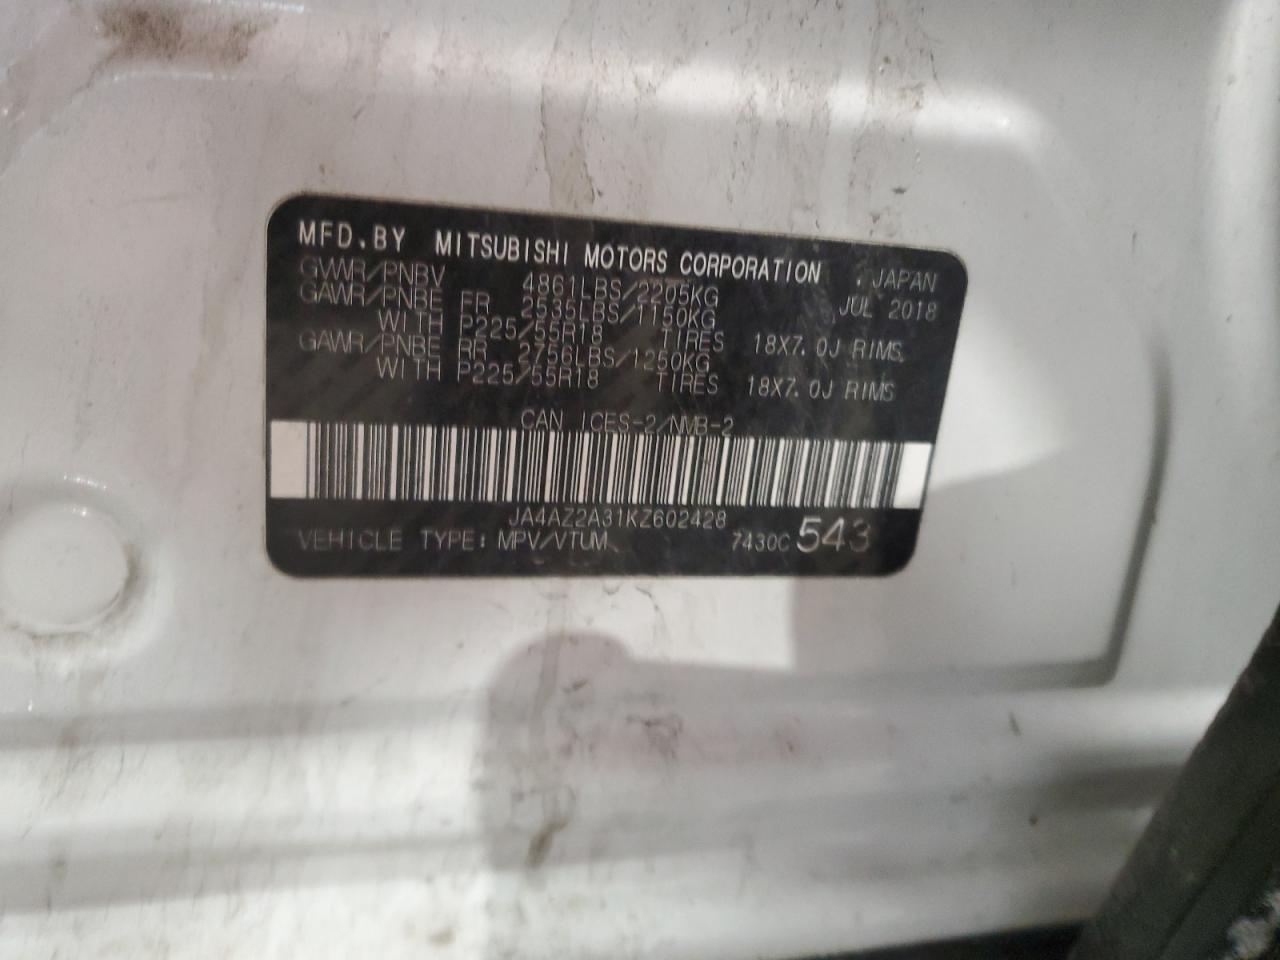 MFD.BY MITSUBISHI MOTORS CORPORATION JAPAN
GVWR/PNBV 4861LBS/2205KG JUL 2018
GAWR/PNBE FR 2535LBS/1150KG
WITH P225/55R18 TIRES 18X7.0J RIMS
GAWR/PNBE RR 2756LBS/1250KG
WITH P225/55R18 TIRES 18X7.0J RIMS
CAN ICES-2/NMB-2
JA4AZ2A31KZ602428
VEHICLE TYPE: MPV/VTUM 7430C 543